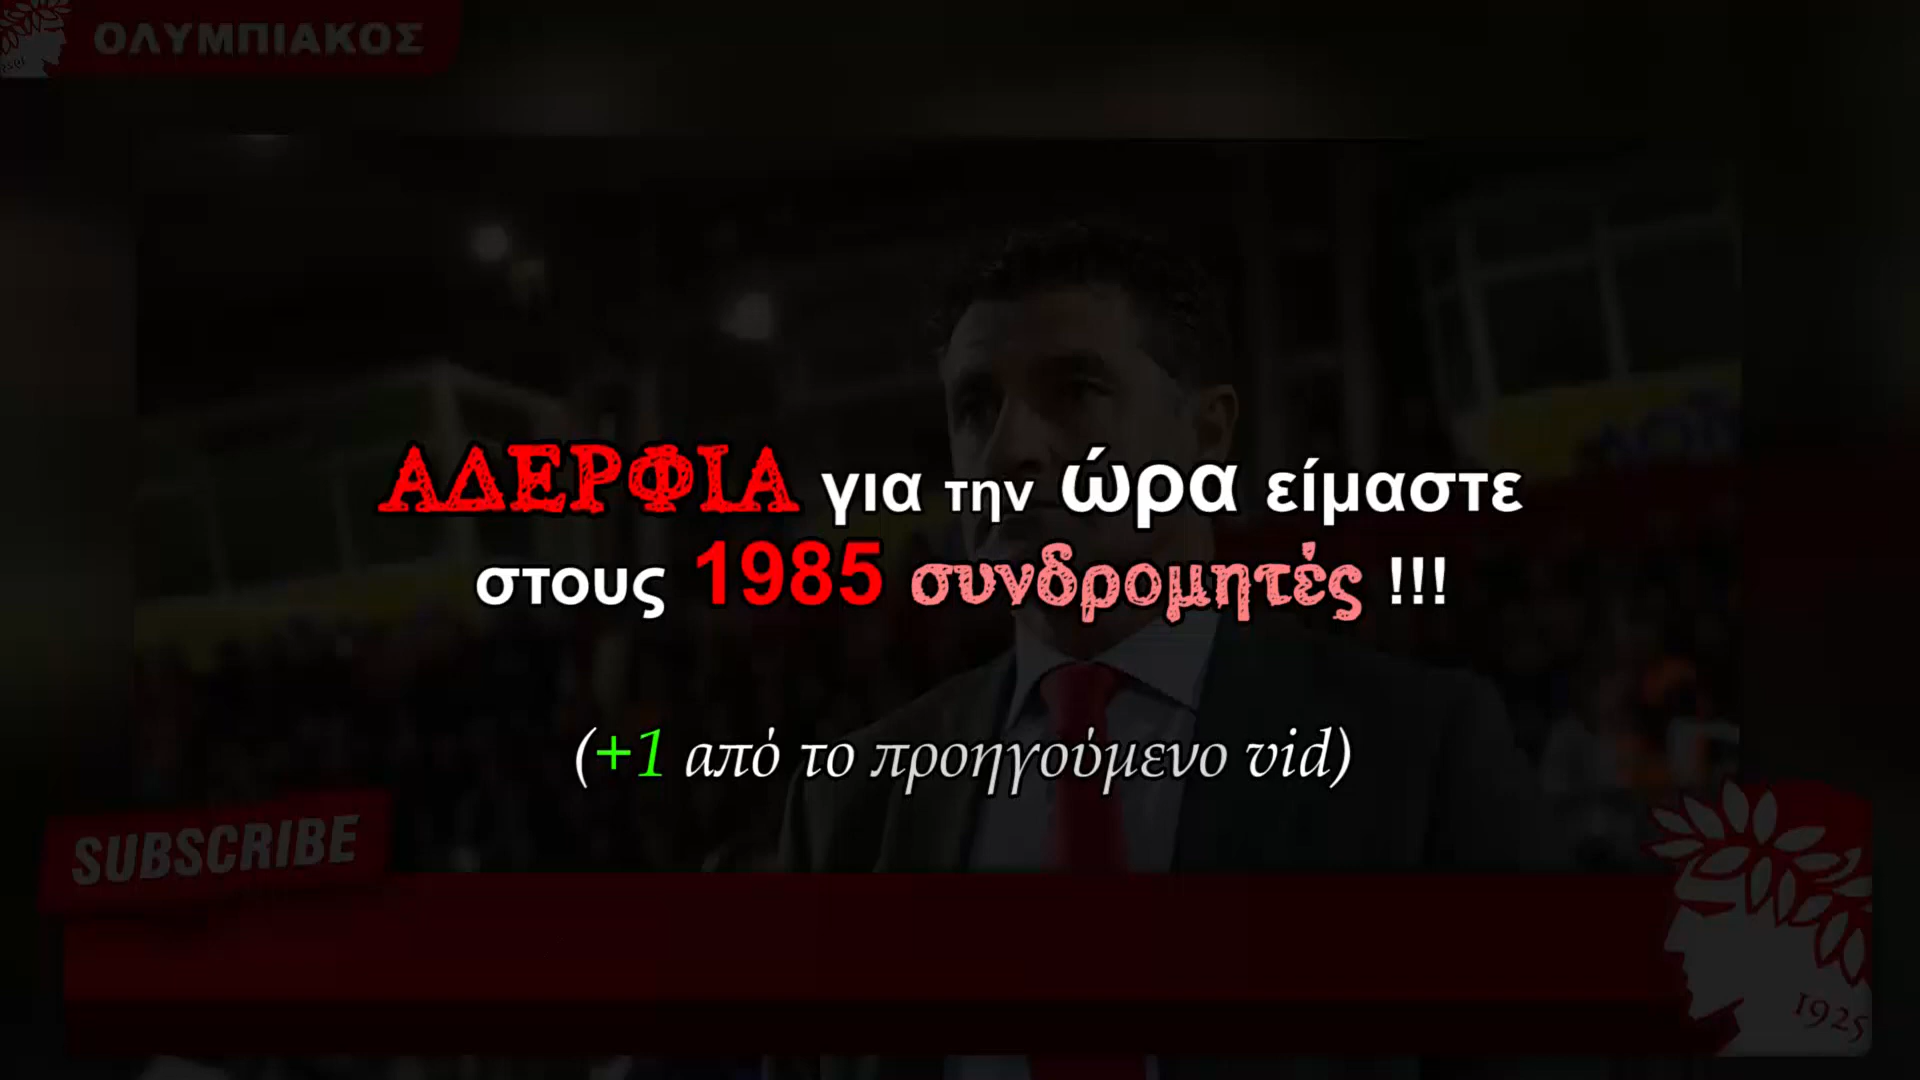 ΟΛΥΜΠΙΑΚΟΣ
ΑΔΕΡΦΙΑ για την ώρα είμαστε
στους 1985 συνδρομητές !!!
(+1 από το προηγούμενο vid)
SUBSCRIBE
1925